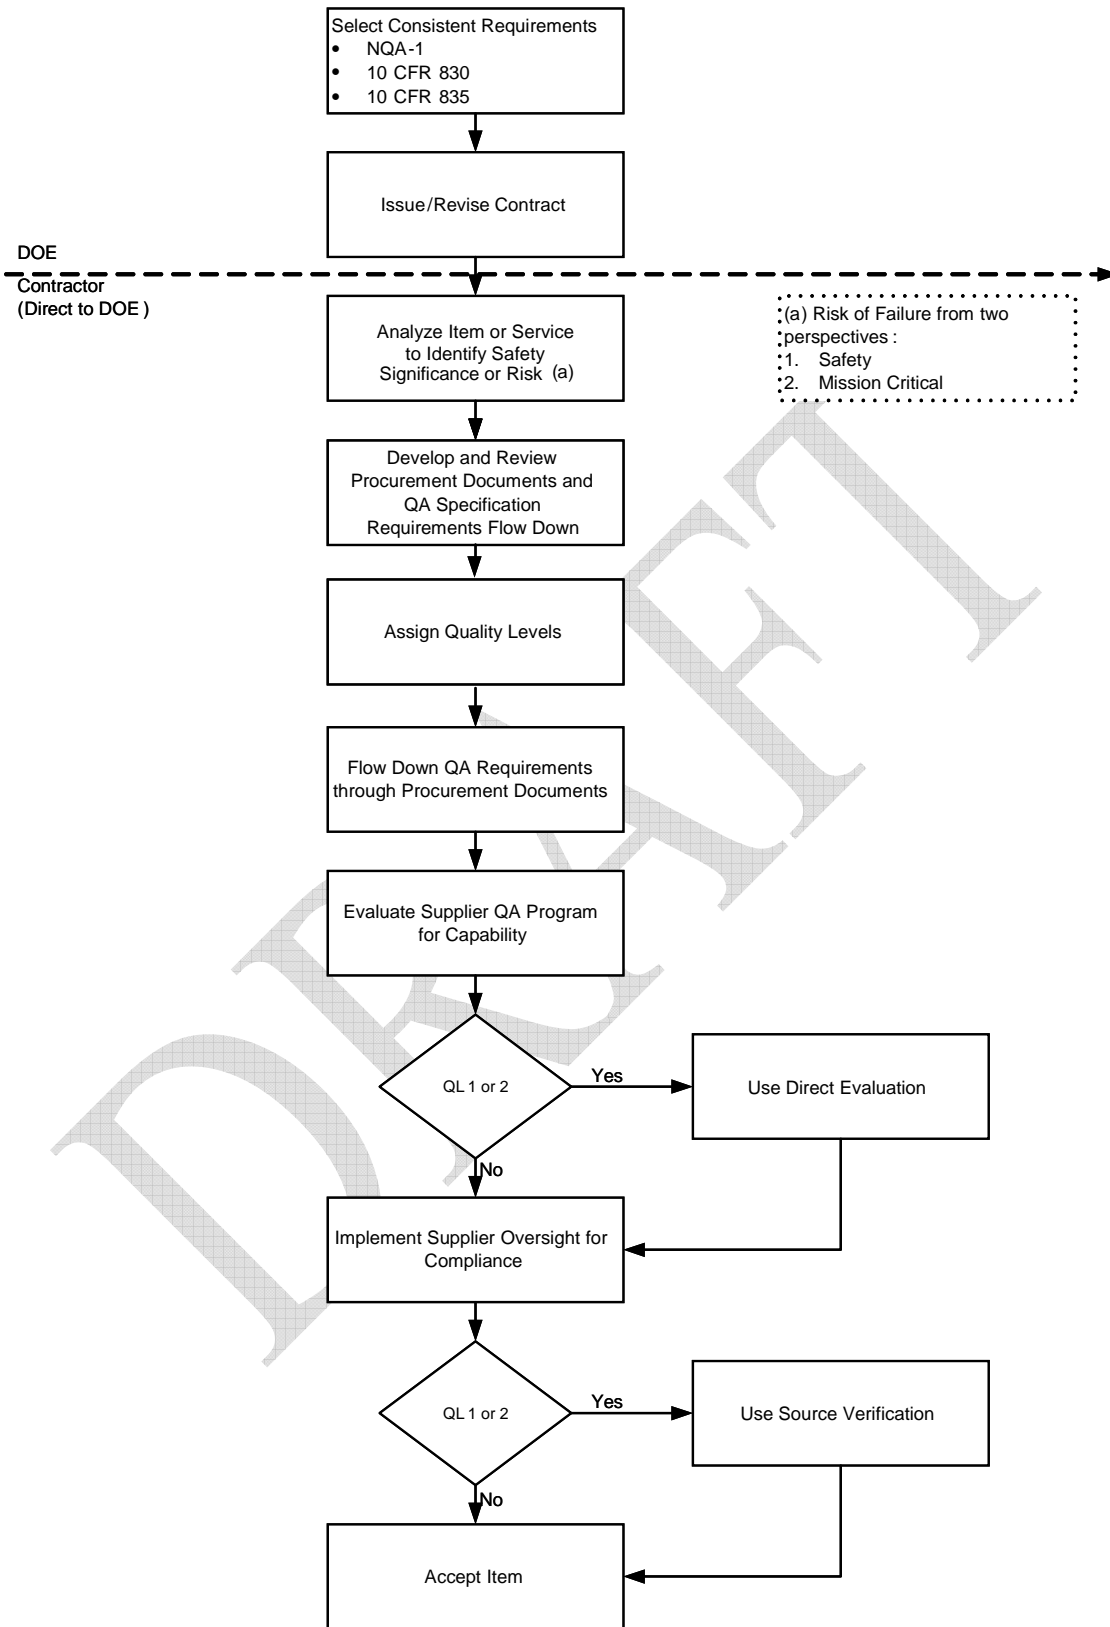 Select Consistent Requirements
• NQA-1
• 10 CFR 830
• 10 CFR 835
Issue/Revise Contract
DOE
Contractor
(Direct to DOE )
Analyze Item or Service
to Identify Safety
Significance or Risk (a)
(a) Risk of Failure from two
perspectives :
1. Safety
2. Mission Critical
Develop and Review
Procurement Documents and
QA Specification
Requirements Flow Down
Assign Quality Levels
Flow Down QA Requirements
through Procurement Documents
Evaluate Supplier QA Program
for Capability
QL 1 or 2
Yes
Use Direct Evaluation
No
Implement Supplier Oversight for
Compliance
QL 1 or 2
Yes
Use Source Verification
No
Accept Item
DRAFT